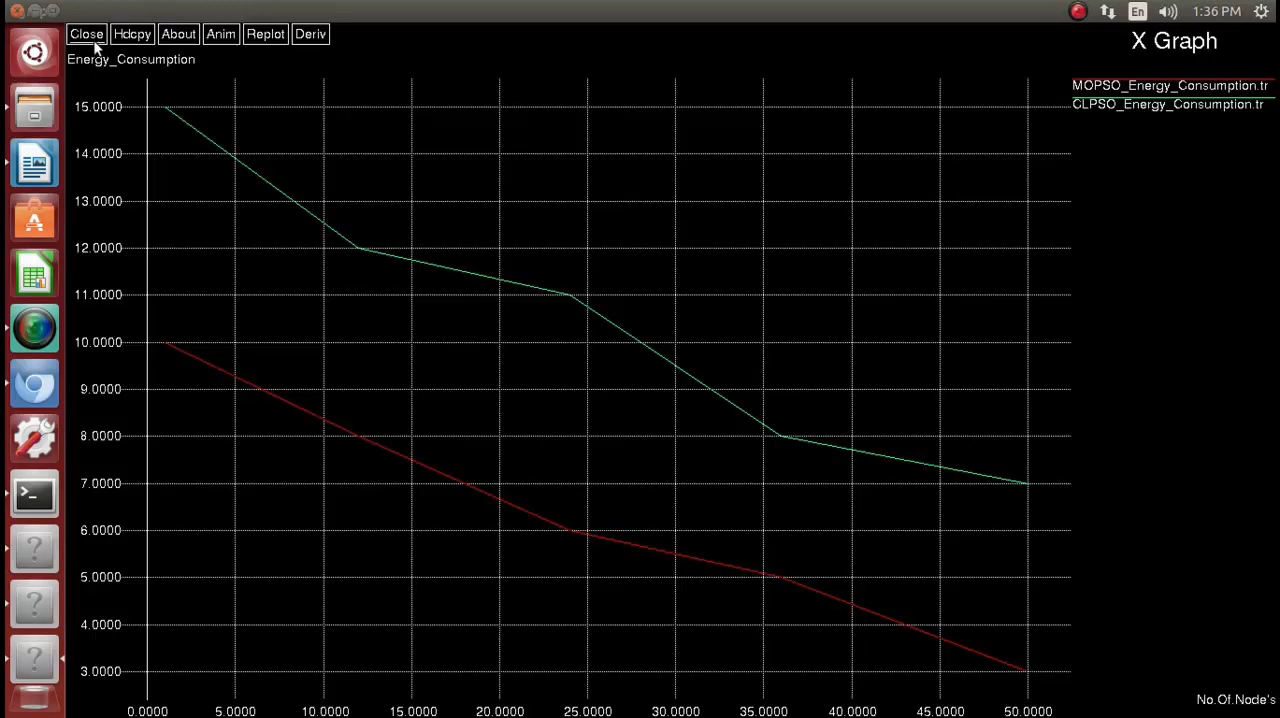 En 1:36 PM
Close Hdcpy About Anim Replot Deriv
X Graph
Energy_Consumption
MOPSO_Energy_Consumption.tr
CLPSO_Energy_Consumption.tr
15.0000
14.0000
13.0000
12.0000
11.0000
10.0000
9.0000
8.0000
7.0000
6.0000
5.0000
4.0000
3.0000
No.Of.Node's
0.0000 5.0000 10.0000 15.0000 20.0000 25.0000 30.0000 35.0000 40.0000 45.0000 50.0000